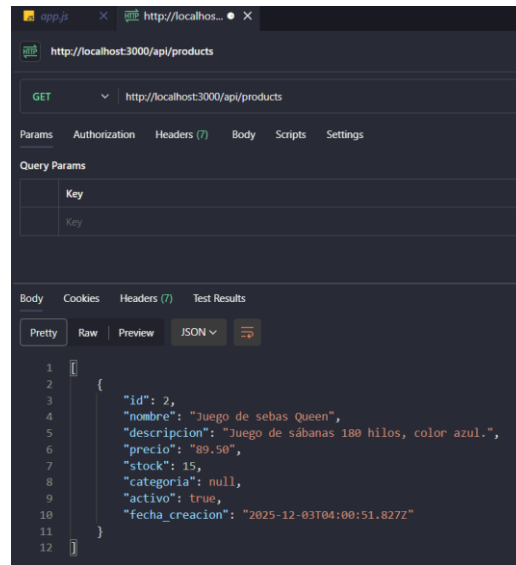 JS app.js
HTTP http://localhos...
HTTP http://localhost:3000/api/products
GET http://localhost:3000/api/products
Params Authorization Headers (7) Body Scripts Settings
Query Params
Key
Key
Body Cookies Headers (7) Test Results
Pretty Raw Preview JSON
1 [
2 {
3 "id": 2,
4 "nombre": "Juego de sebas Queen",
5 "descripcion": "Juego de sábanas 180 hilos, color azul.",
6 "precio": "89.50",
7 "stock": 15,
8 "categoria": null,
9 "activo": true,
10 "fecha_creacion": "2025-12-03T04:00:51.827Z"
11 }
12 ]